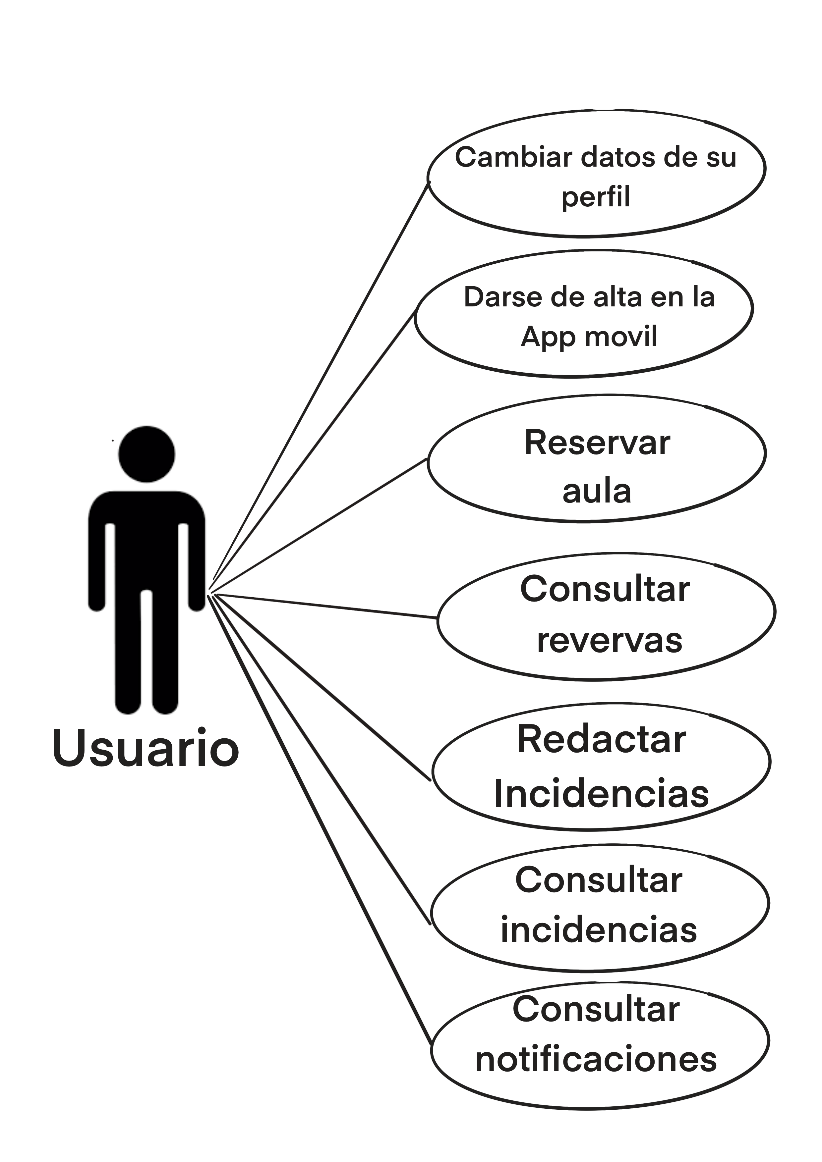 Cambiar datos de su
perfil
Darse de alta en la
App movil
Reservar
aula
Consultar
revervas
Usuario
Redactar
Incidencias
Consultar
incidencias
Consultar
notificaciones